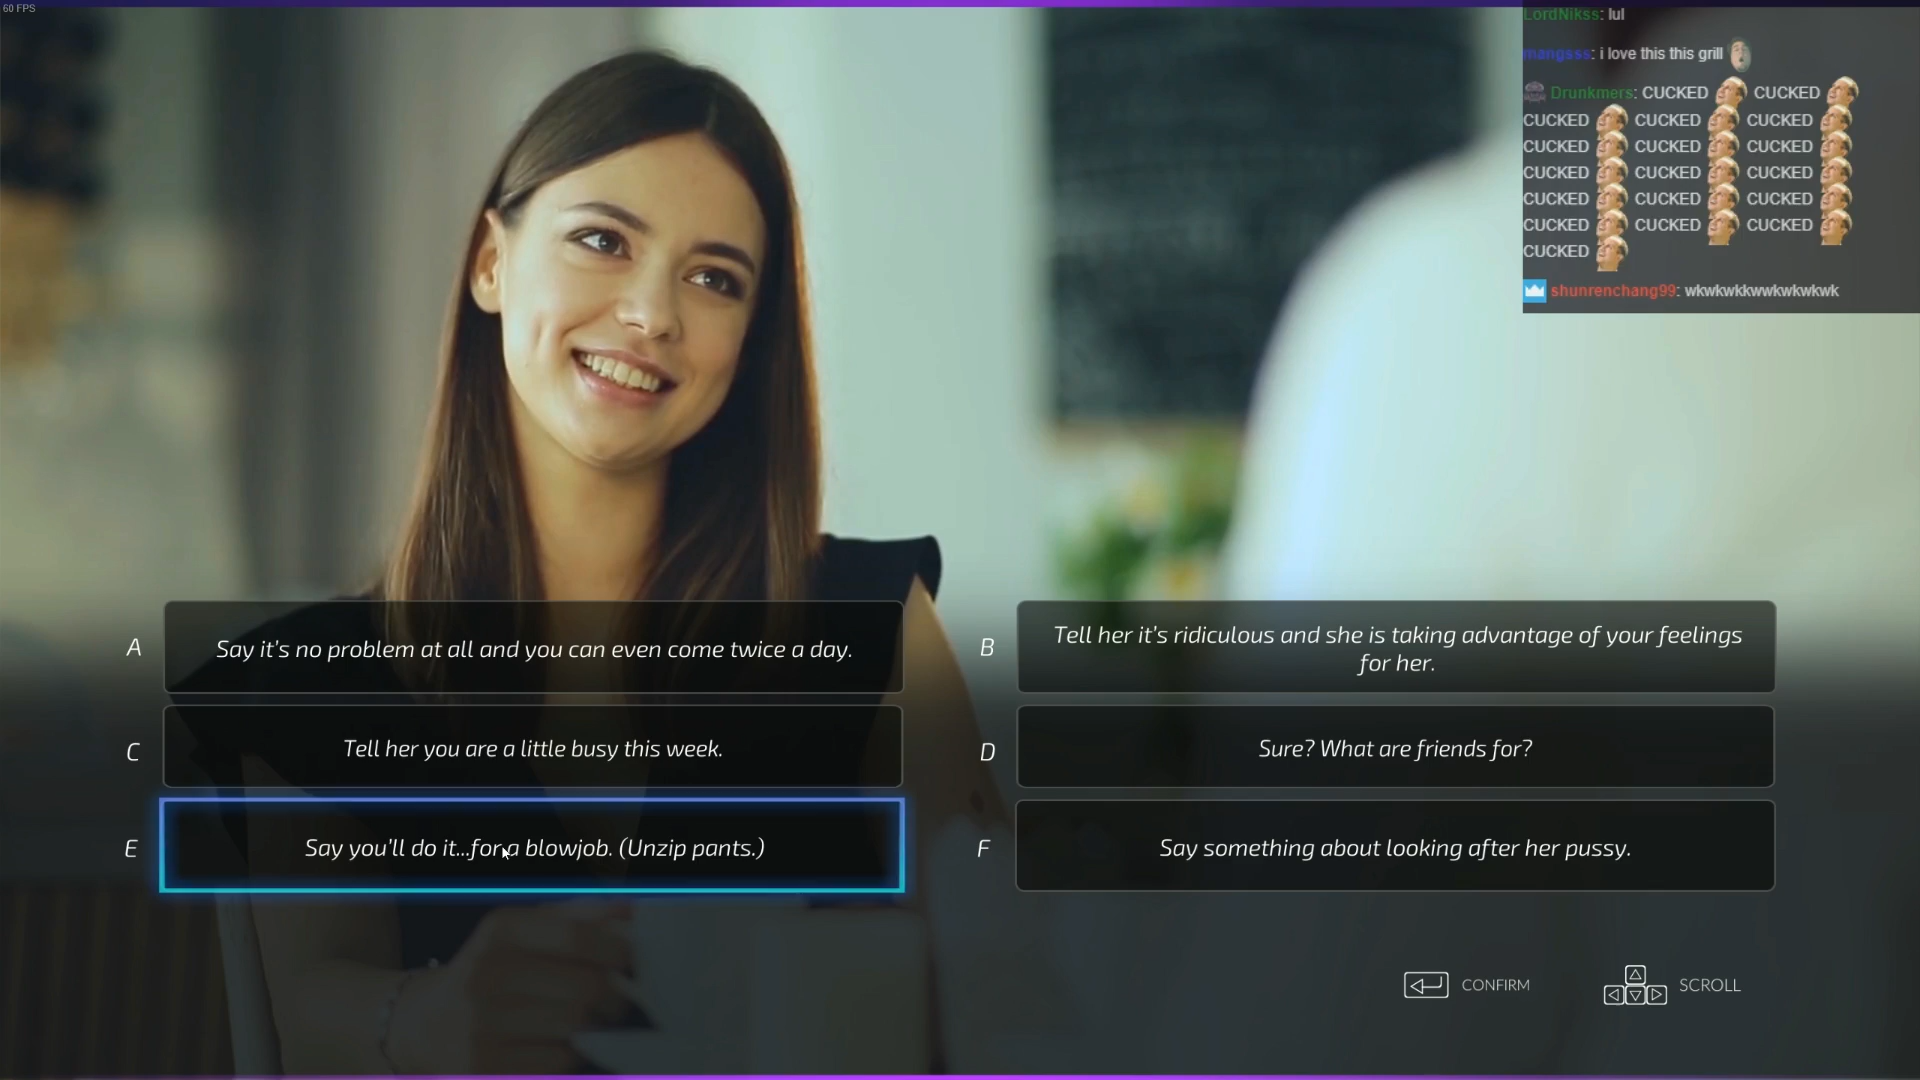 60 FPS
LordNikss: lul
mangsss: i love this this grill
Drunkmers: CUCKED CUCKED
CUCKED CUCKED CUCKED
CUCKED CUCKED CUCKED
CUCKED CUCKED CUCKED
CUCKED CUCKED CUCKED
CUCKED CUCKED CUCKED
CUCKED
shunrenchang99: wkwkwkkwwkwkwkwk
A
Say it's no problem at all and you can even come twice a day.
B
Tell her it's ridiculous and she is taking advantage of your feelings
for her.
C
Tell her you are a little busy this week.
D
Sure? What are friends for?
E
Say you'll do it...for a blowjob. (Unzip pants.)
F
Say something about looking after her pussy.
CONFIRM
SCROLL